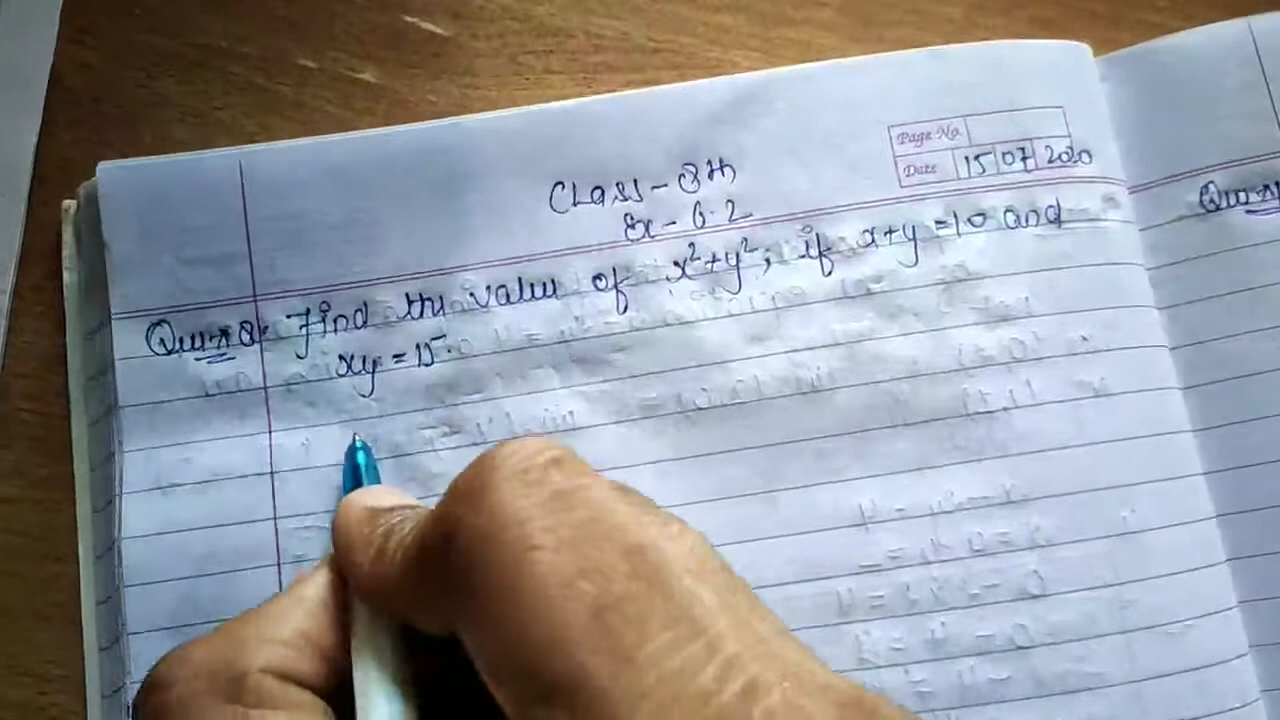 Page No.
Date 15 07 2020
Class - 8th
Ex - 6.2
Find the value of x²+y², if x+y=10 and
xy = 15.